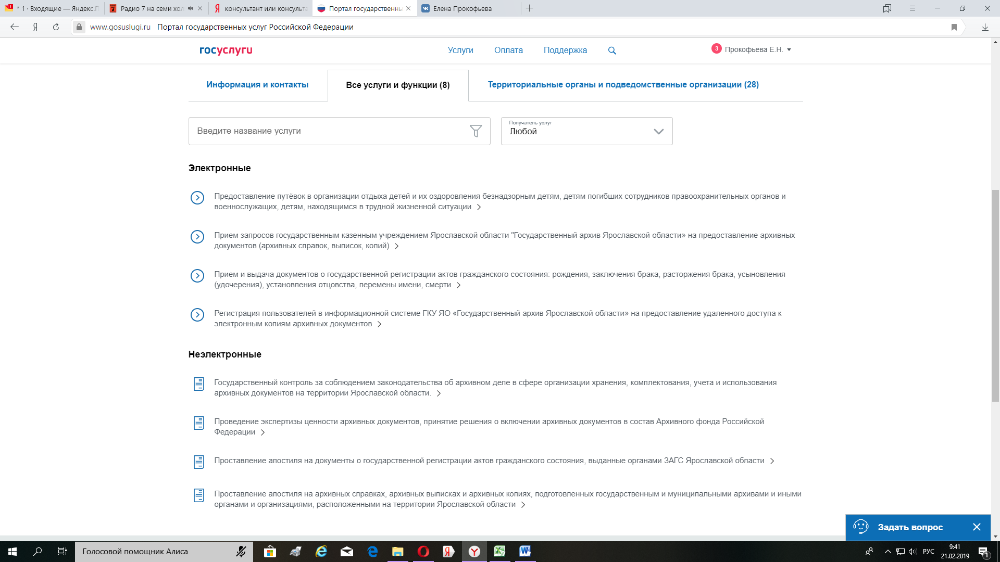 * 1 · Входящие — Яндекс.П
Радио 7 на семи хол
консультант или консульта
Портал государственны
Елена Прокофьева
www.gosuslugi.ru Портал государственных услуг Российской Федерации
госуслуги
Услуги
Оплата
Поддержка
3
Прокофьева Е.Н.
Информация и контакты
Все услуги и функции (8)
Территориальные органы и подведомственные организации (28)
Введите название услуги
Получатель услуг
Любой
Электронные
Предоставление путёвок в организации отдыха детей и их оздоровления безнадзорным детям, детям погибших сотрудников правоохранительных органов и
военнослужащих, детям, находящимся в трудной жизненной ситуации
Прием запросов государственным казенным учреждением Ярославской области "Государственный архив Ярославской области» на предоставление архивных
документов (архивных справок, выписок, копий)
Прием и выдача документов о государственной регистрации актов гражданского состояния: рождения, заключения брака, расторжения брака, усыновления
(удочерения), установления отцовства, перемены имени, смерти
Регистрация пользователей в информационной системе ГКУ ЯО «Государственный архив Ярославской области» на предоставление удаленного доступа к
электронным копиям архивных документов
Неэлектронные
Государственный контроль за соблюдением законодательства об архивном деле в сфере организации хранения, комплектования, учета и использования
архивных документов на территории Ярославской области.
Проведение экспертизы ценности архивных документов, принятие решения о включении архивных документов в состав Архивного фонда Российской
Федерации
Проставление апостиля на документы о государственной регистрации актов гражданского состояния, выданные органами ЗАГС Ярославской области
Проставление апостиля на архивных справках, архивных выписках и архивных копиях, подготовленных государственным и муниципальными архивами и иными
органами и организациями, расположенными на территории Ярославской области
Задать вопрос
Голосовой помощник Алиса
РУС
9:41
21.02.2019
1